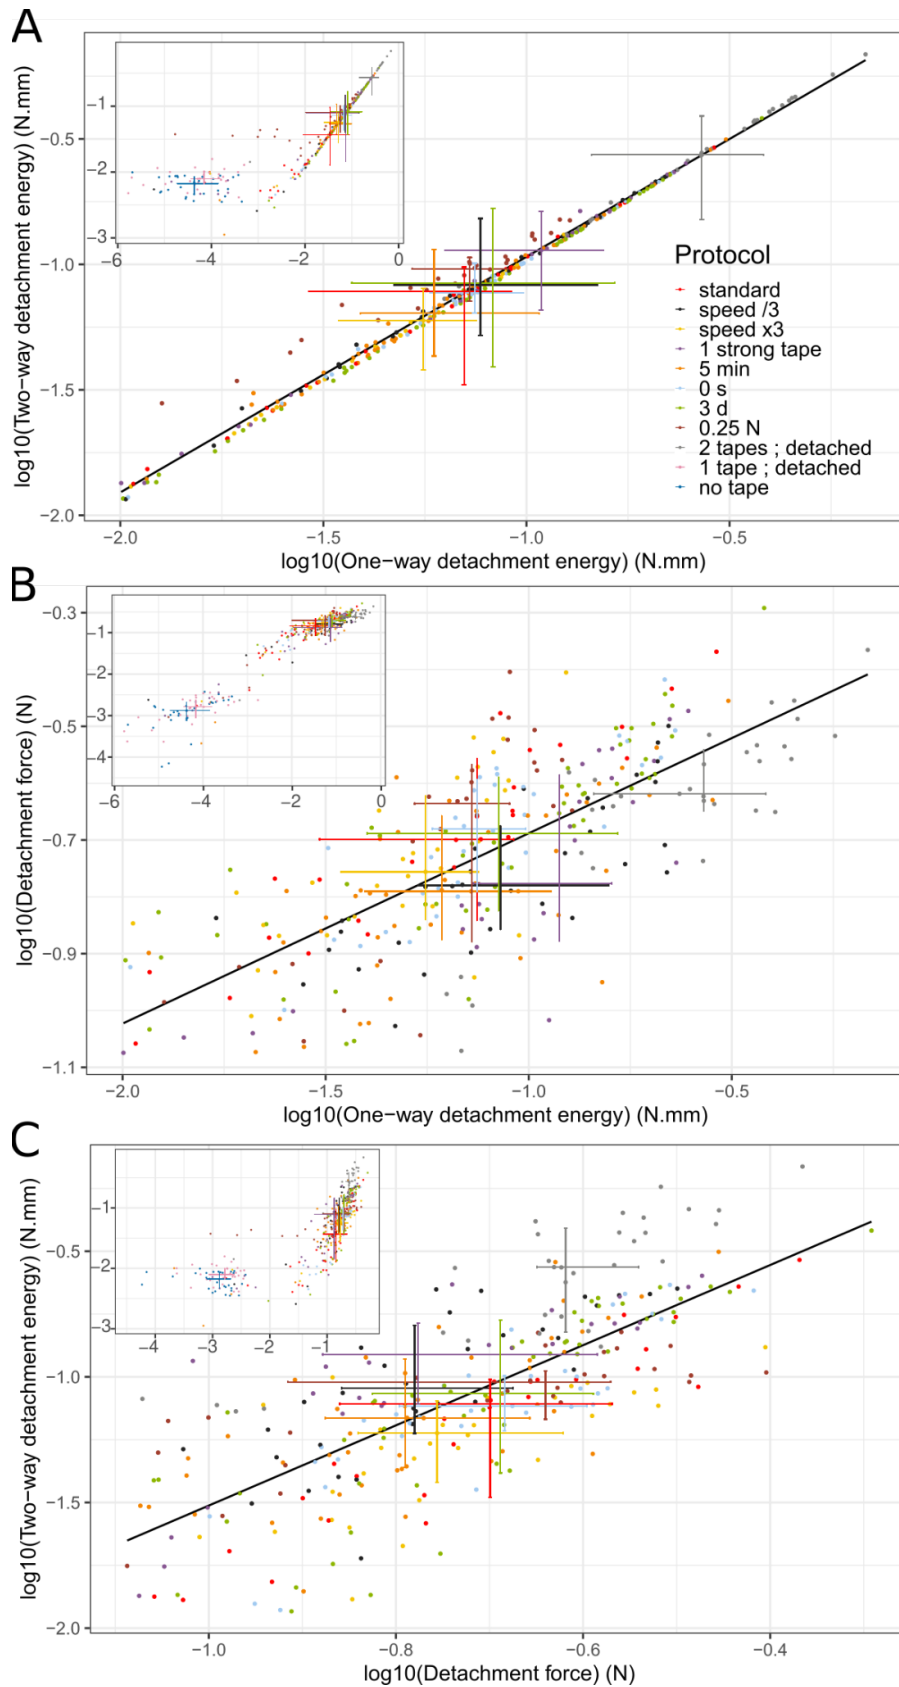 A
log10(Two−way detachment energy) (N.mm)
−0.5
−1.0
−1.5
−2.0
−1
−2
−3
−6
−4
−2
0
Protocol
standard
speed /3
speed x3
1 strong tape
5 min
0 s
3 d
0.25 N
2 tapes ; detached
1 tape ; detached
no tape
−2.0
−1.5
−1.0
−0.5
log10(One−way detachment energy) (N.mm)
B
log10(Detachment force) (N)
−0.3
−0.5
−0.7
−0.9
−1.1
−1
−2
−3
−4
−6
−4
−2
0
−2.0
−1.5
−1.0
−0.5
log10(One−way detachment energy) (N.mm)
C
log10(Two−way detachment energy) (N.mm)
−0.5
−1.0
−1.5
−2.0
−1
−2
−3
−4
−3
−2
−1
−1.0
−0.8
−0.6
−0.4
log10(Detachment force) (N)